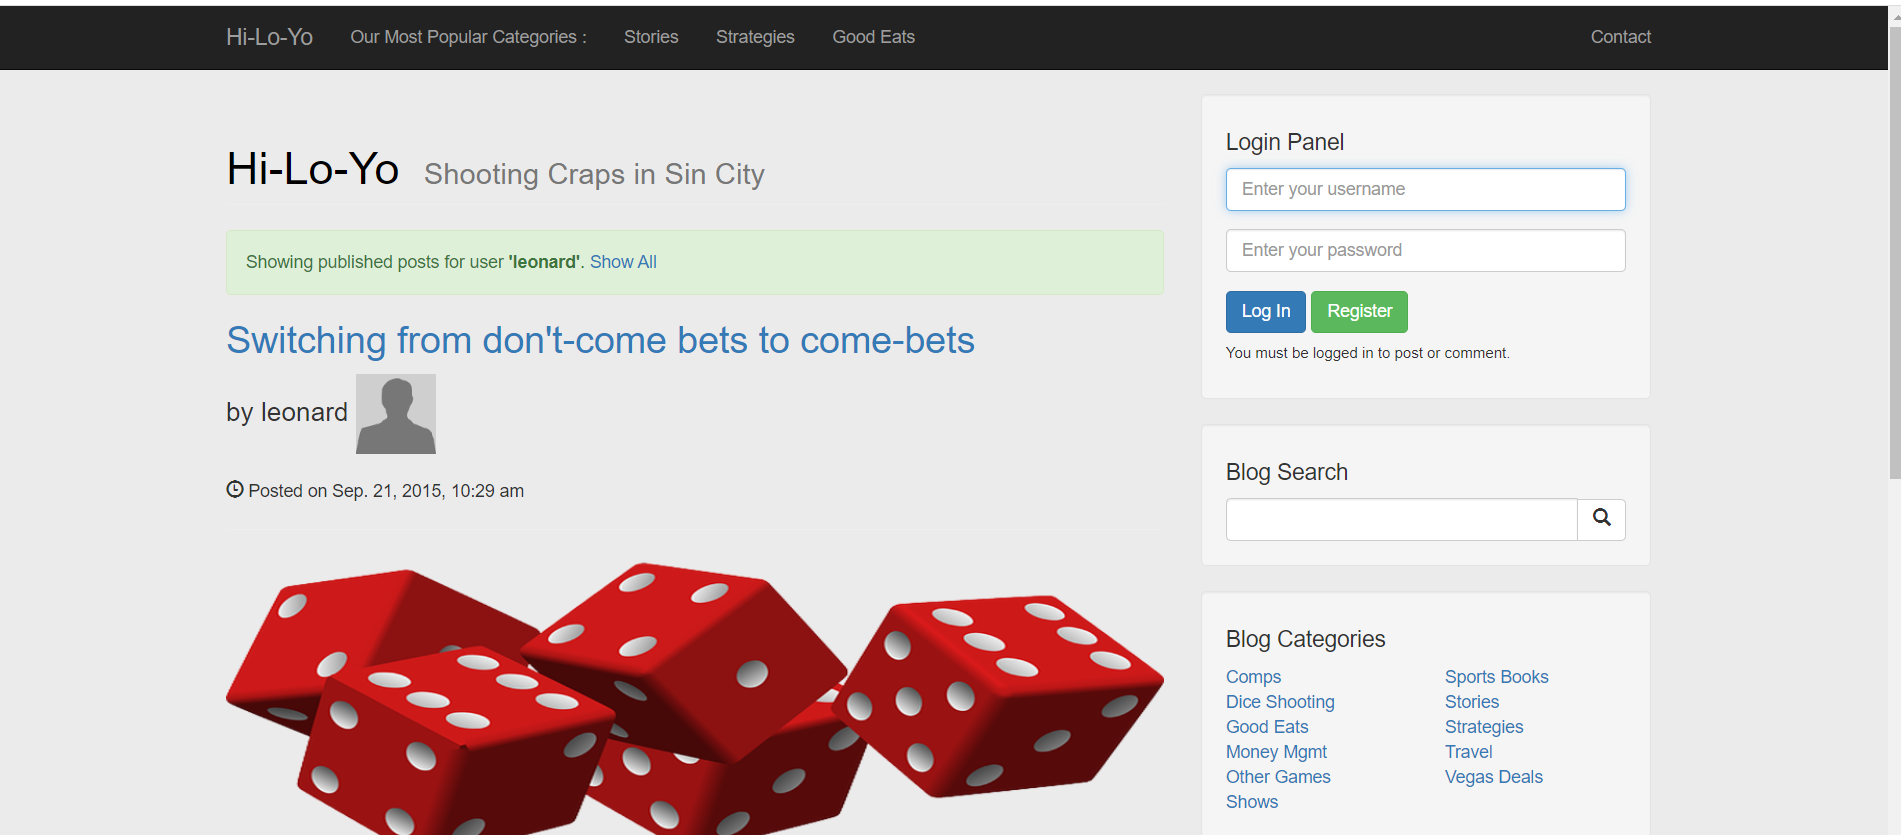 Hi-Lo-Yo Our Most Popular Categories : Stories Strategies Good Eats Contact
Hi-Lo-Yo Shooting Craps in Sin City
Showing published posts for user 'leonard'. Show All
Switching from don't-come bets to come-bets
by leonard
Posted on Sep. 21, 2015, 10:29 am
Login Panel
Enter your username
Enter your password
Log In Register
You must be logged in to post or comment.
Blog Search
Blog Categories
Comps Sports Books
Dice Shooting Stories
Good Eats Strategies
Money Mgmt Travel
Other Games Vegas Deals
Shows